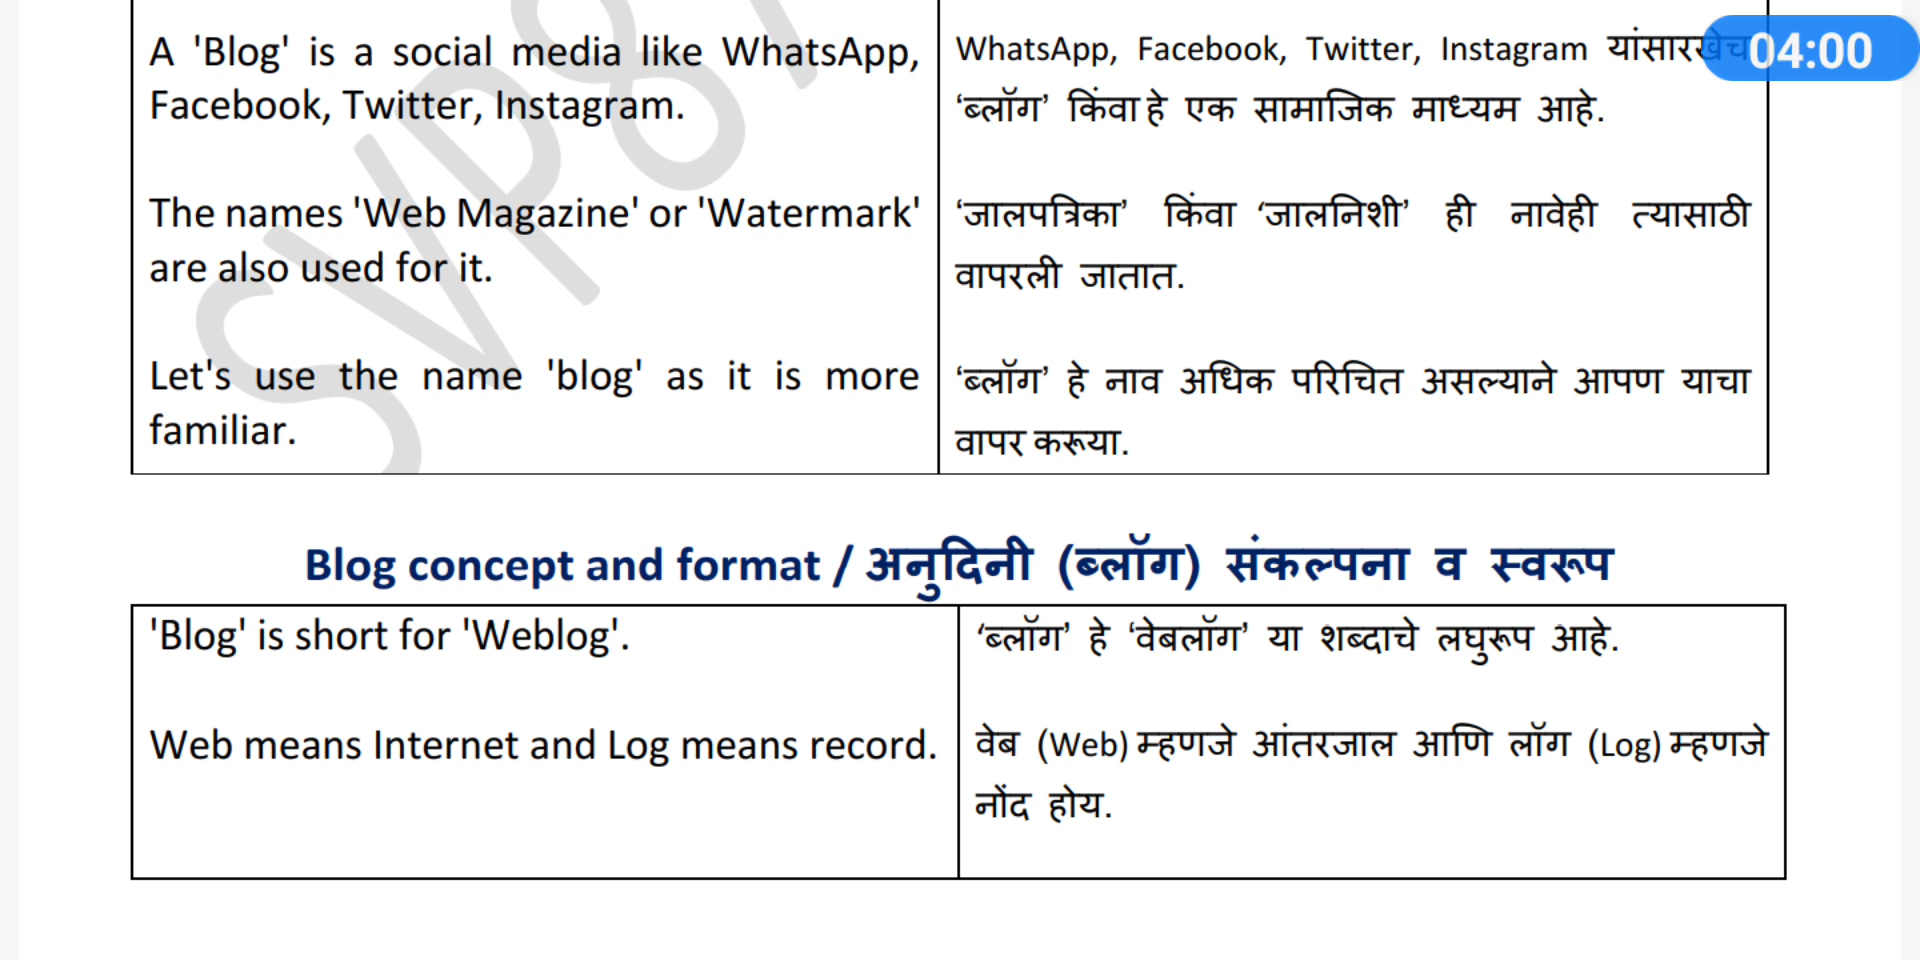 A 'Blog' is a social media like WhatsApp,
Facebook, Twitter, Instagram.
The names 'Web Magazine' or 'Watermark'
are also used for it.
Let's use the name 'blog' as it is more
familiar.
WhatsApp, Facebook, Twitter, Instagram यांसारखेच
‘ब्लॉग’ किंवा हे एक सामाजिक माध्यम आहे.
‘जालपत्रिका’ किंवा ‘जालनिशी’ ही नावेही त्यासाठी
वापरली जातात.
‘ब्लॉग’ हे नाव अधिक परिचित असल्याने आपण याचा
वापर करूया.
04:00
Blog concept and format / अनुदिनी (ब्लॉग) संकल्पना व स्वरूप
'Blog' is short for 'Weblog'.
Web means Internet and Log means record.
‘ब्लॉग’ हे ‘वेबलॉग’ या शब्दाचे लघुरूप आहे.
वेब (Web) म्हणजे आंतरजाल आणि लॉग (Log) म्हणजे
नोंद होय.